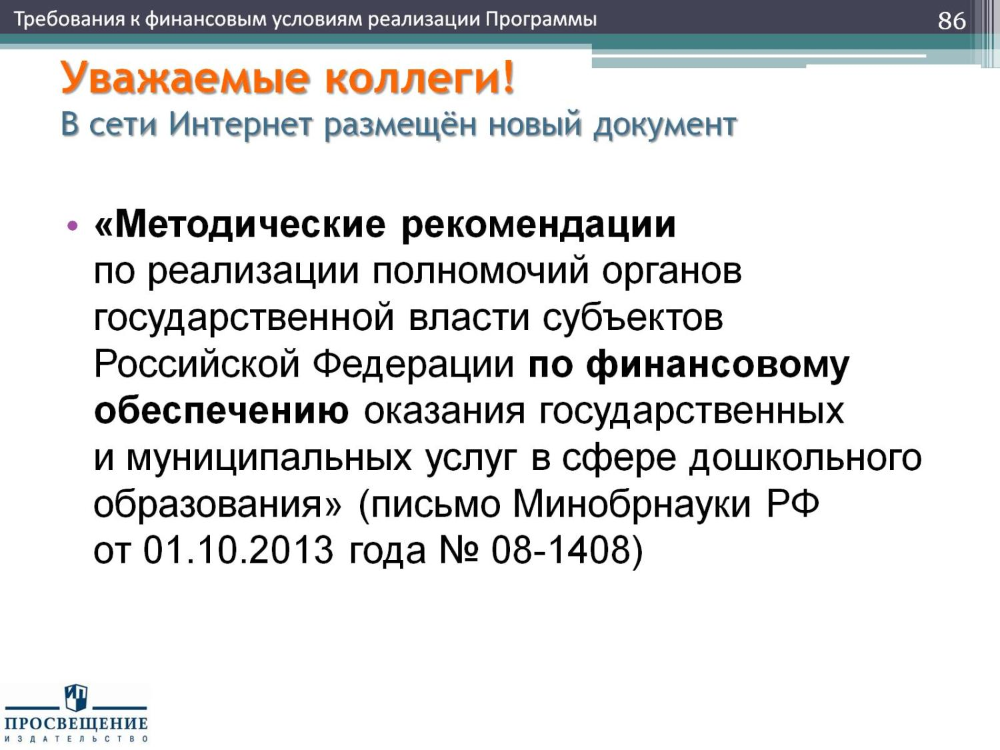 Требования к финансовым условиям реализации Программы
86
Уважаемые коллеги!
В сети Интернет размещён новый документ
• «Методические рекомендации
по реализации полномочий органов
государственной власти субъектов
Российской Федерации по финансовому
обеспечению оказания государственных
и муниципальных услуг в сфере дошкольного
образования» (письмо Минобрнауки РФ
от 01.10.2013 года № 08-1408)
ИП
ПРОСВЕЩЕНИЕ
ИЗДАТЕЛЬСТВО